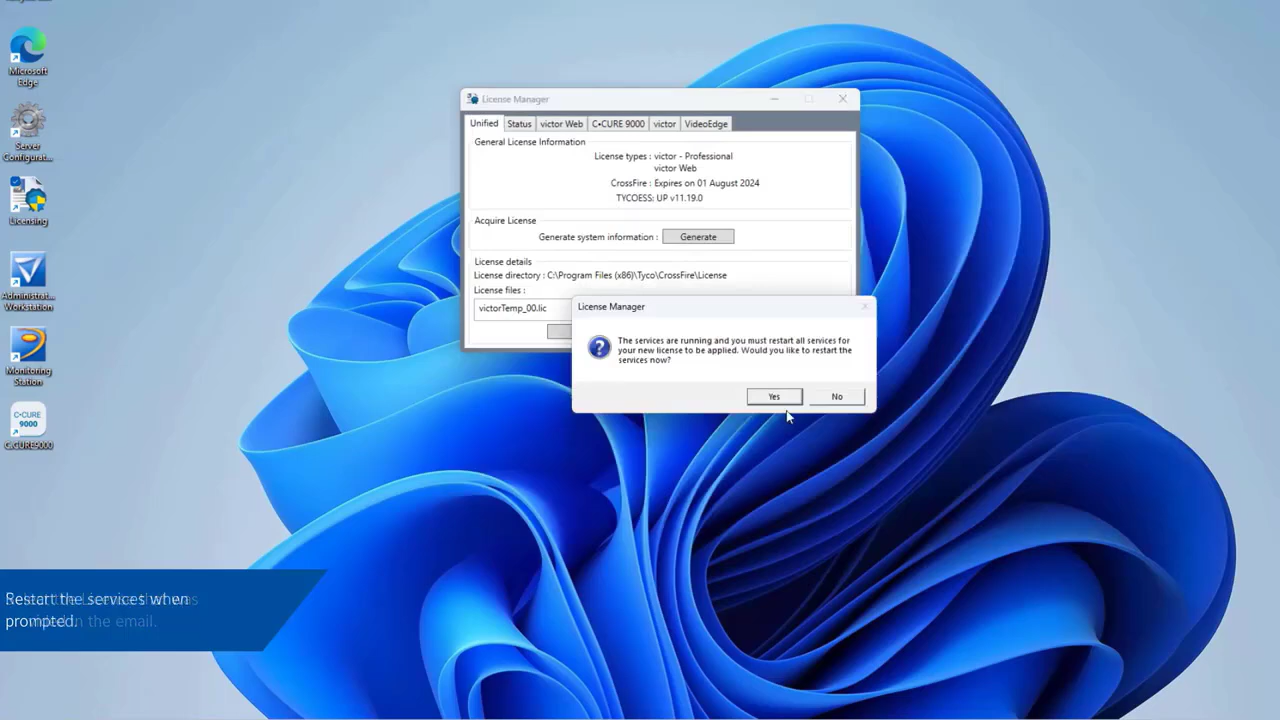 Microsoft
Edge
Server
Configurat...
Licensing
Administrat...
Workstation
Monitoring
Station
C•CURE
9000
C•CURE9000
License Manager
Unified
Status
victor Web
C•CURE 9000
victor
VideoEdge
General License Information
License types : victor - Professional
victor Web
CrossFire : Expires on 01 August 2024
TYCOESS: UP v11.19.0
Acquire License
Generate system information :
Generate
License details
License directory : C:\Program Files (x86)\Tyco\CrossFire\License
License files :
victorTemp_00.lic
License Manager
The services are running and you must restart all services for
your new license to be applied. Would you like to restart the
services now?
Yes
No
Restart the services when
prompted.
in the email.